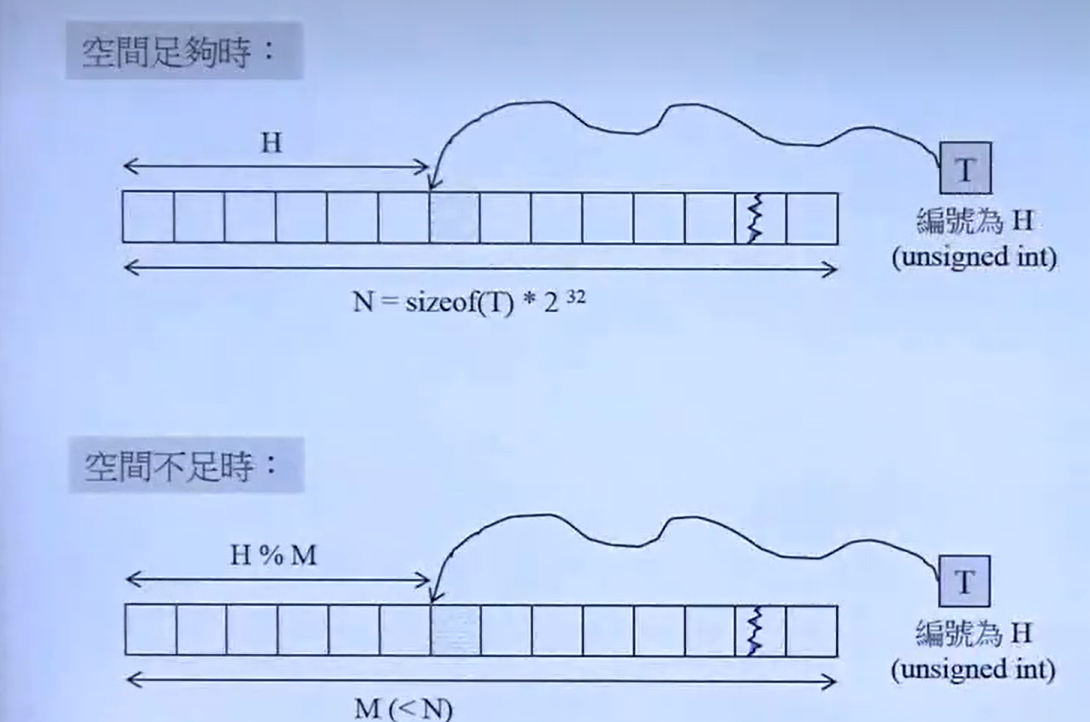 空間足夠時：
H
T
編號為 H
(unsigned int)
N = sizeof(T) * 2 32
空間不足時：
H % M
T
編號為 H
(unsigned int)
M (< N)